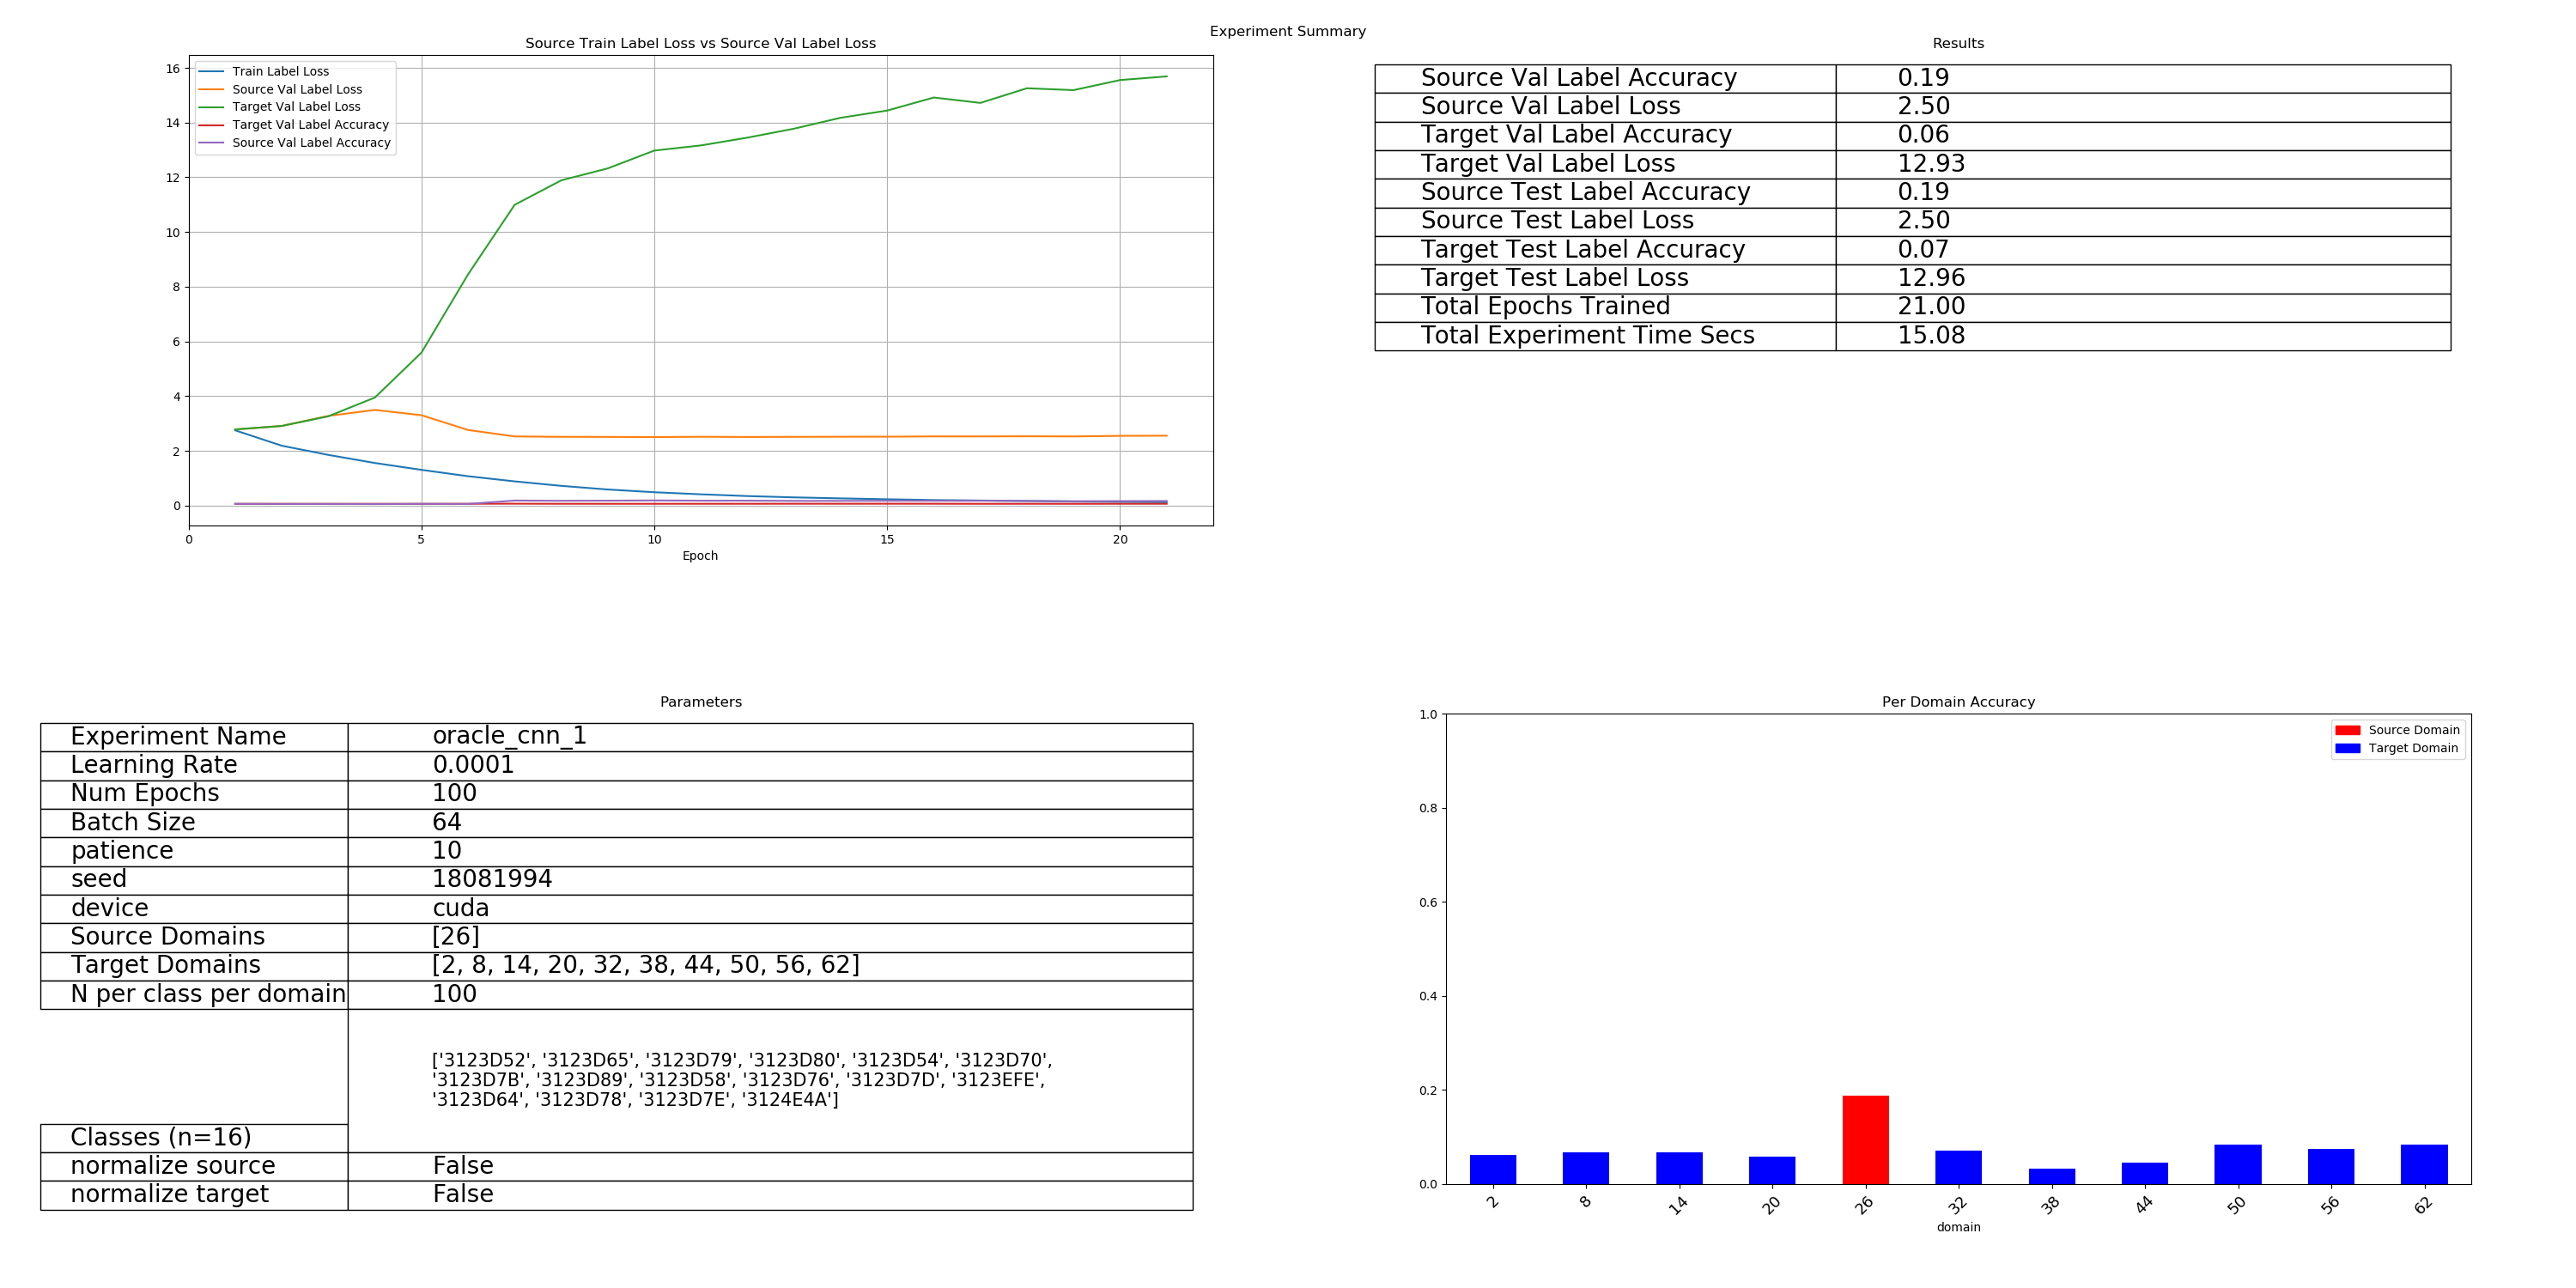 Experiment Summary
Source Train Label Loss vs Source Val Label Loss
16
14
12
10
8
6
4
2
0
Train Label Loss
Source Val Label Loss
Target Val Label Loss
Target Val Label Accuracy
Source Val Label Accuracy
0 5 10 15 20
Epoch
Results
Source Val Label Accuracy 0.19
Source Val Label Loss 2.50
Target Val Label Accuracy 0.06
Target Val Label Loss 12.93
Source Test Label Accuracy 0.19
Source Test Label Loss 2.50
Target Test Label Accuracy 0.07
Target Test Label Loss 12.96
Total Epochs Trained 21.00
Total Experiment Time Secs 15.08
Parameters
Experiment Name oracle_cnn_1
Learning Rate 0.0001
Num Epochs 100
Batch Size 64
patience 10
seed 18081994
device cuda
Source Domains [26]
Target Domains [2, 8, 14, 20, 32, 38, 44, 50, 56, 62]
N per class per domain 100
['3123D52', '3123D65', '3123D79', '3123D80', '3123D54', '3123D70',
'3123D7B', '3123D89', '3123D58', '3123D76', '3123D7D', '3123EFE',
'3123D64', '3123D78', '3123D7E', '3124E4A']
Classes (n=16)
normalize source False
normalize target False
Per Domain Accuracy
1.0
0.8
0.6
0.4
0.2
0.0
Source Domain
Target Domain
2 8 14 20 26 32 38 44 50 56 62
domain